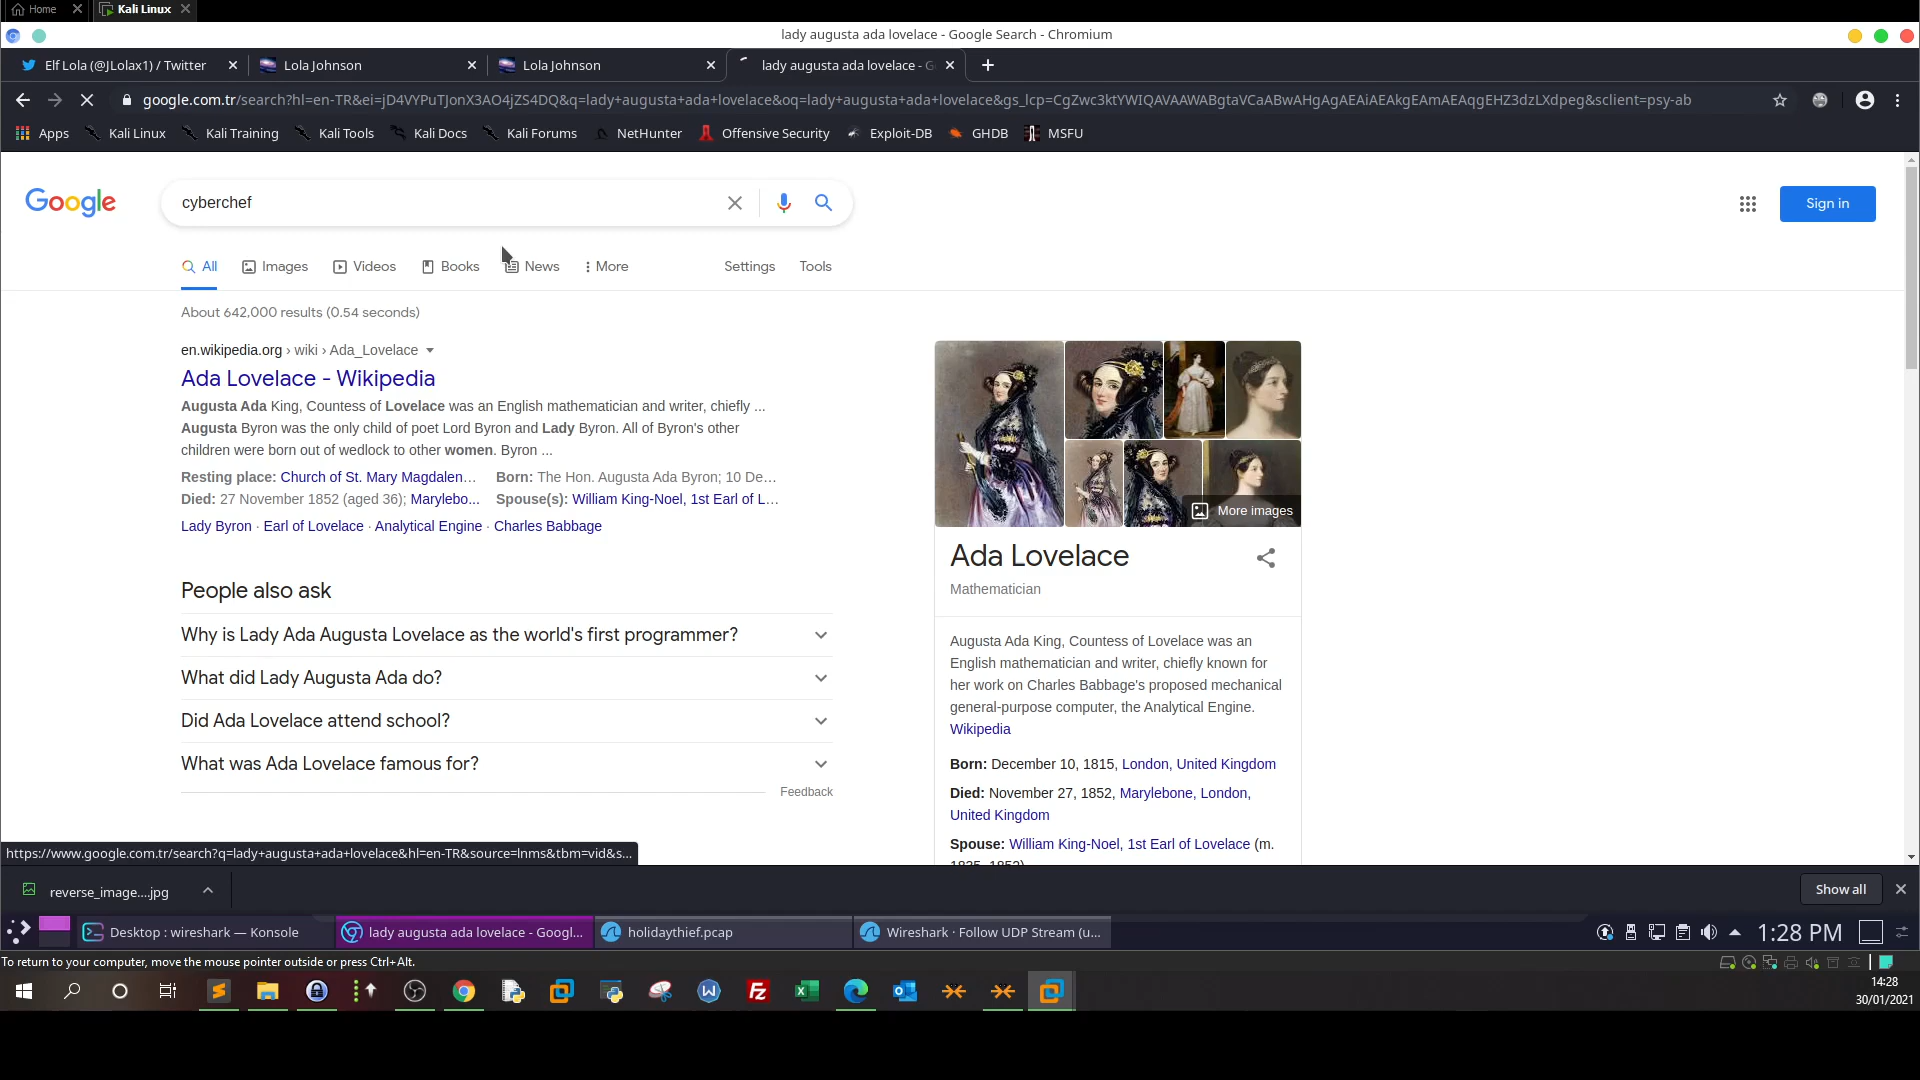 Home
Kali Linux
lady augusta ada lovelace - Google Search - Chromium
Elf Lola (@JLolax1) / Twitter
Lola Johnson
Lola Johnson
lady augusta ada lovelace - G
google.com.tr/search?hl=en-TR&ei=jD4VYPuTJonX3AO4jZS4DQ&q=lady+augusta+ada+lovelace&oq=lady+augusta+ada+lovelace&gs_lcp=CgZwc3ktYWIQAVAAWABgtaVCaABwAHgAgAEAiAEAkgEAmAEAqgEHZ3dzLXdpeg&sclient=psy-ab
Apps Kali Linux Kali Training Kali Tools Kali Docs Kali Forums NetHunter Offensive Security Exploit-DB GHDB MSFU
Google
cyberchef
Sign in
All Images Videos Books News More Settings Tools
About 642,000 results (0.54 seconds)
en.wikipedia.org › wiki › Ada_Lovelace
Ada Lovelace - Wikipedia
Augusta Ada King, Countess of Lovelace was an English mathematician and writer, chiefly ...
Augusta Byron was the only child of poet Lord Byron and Lady Byron. All of Byron's other
children were born out of wedlock to other women. Byron ...
Resting place: Church of St. Mary Magdalen... Born: The Hon. Augusta Ada Byron; 10 De...
Died: 27 November 1852 (aged 36); Marylebo... Spouse(s): William King-Noel, 1st Earl of L...
Lady Byron · Earl of Lovelace · Analytical Engine · Charles Babbage
People also ask
Why is Lady Ada Augusta Lovelace as the world's first programmer?
What did Lady Augusta Ada do?
Did Ada Lovelace attend school?
What was Ada Lovelace famous for?
Feedback
More images
Ada Lovelace
Mathematician
Augusta Ada King, Countess of Lovelace was an
English mathematician and writer, chiefly known for
her work on Charles Babbage's proposed mechanical
general-purpose computer, the Analytical Engine.
Wikipedia
Born: December 10, 1815, London, United Kingdom
Died: November 27, 1852, Marylebone, London,
United Kingdom
Spouse: William King-Noel, 1st Earl of Lovelace (m.
https://www.google.com.tr/search?q=lady+augusta+ada+lovelace&hl=en-TR&source=lnms&tbm=vid&s...
reverse_image....jpg
Show all
Desktop : wireshark — Konsole
lady augusta ada lovelace - Googl...
holidaythief.pcap
Wireshark · Follow UDP Stream (u...
1:28 PM
To return to your computer, move the mouse pointer outside or press Ctrl+Alt.
14:28
30/01/2021